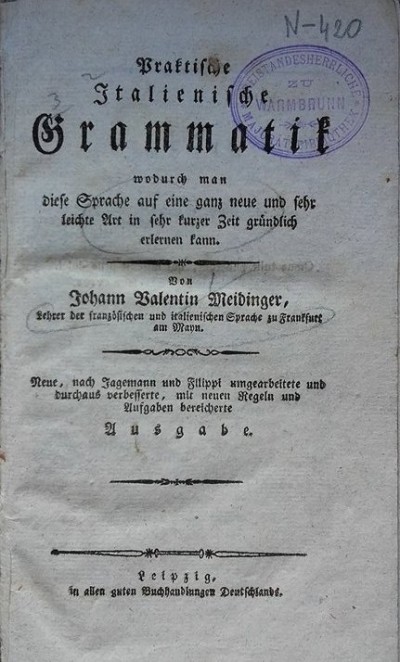 N-420
Praktische
Italienische
Grammatik
wodurch man
diese Sprache auf eine ganz neue und sehr
leichte Art in sehr kurzer Zeit gründlich
erlernen kann.
Von
Johann Valentin Meidinger,
Lehrer der französischen und italienischen Sprache zu Frankfurt
am Mayn.
Neue, nach Jagemann und Filippi umgearbeitete und
durchaus verbesserte, mit neuen Regeln und
Aufgaben bereicherte
Ausgabe.
Leipzig,
in allen guten Buchhandlungen Deutschlands.
ZU
WARMBRUNN